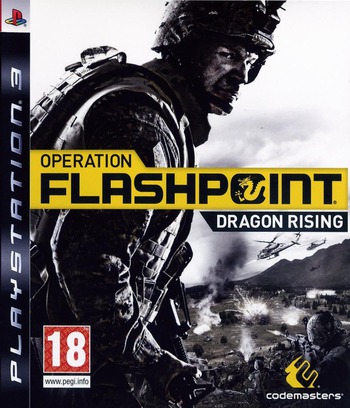 PLAYSTATION 3
OPERATION
FLASHPOINT
DRAGON RISING
18
www.pegi.info
codemasters